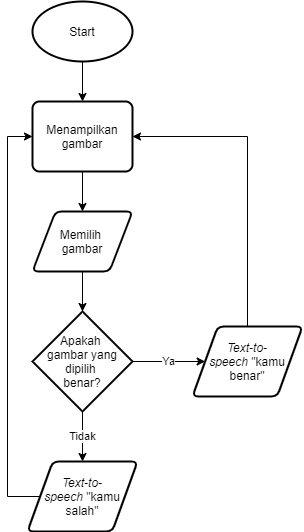 Start
Menampilkan
gambar
Memilih
gambar
Apakah
gambar yang
dipilih
benar?
Ya
Text-to-
speech "kamu
benar"
Tidak
Text-to-
speech "kamu
salah"